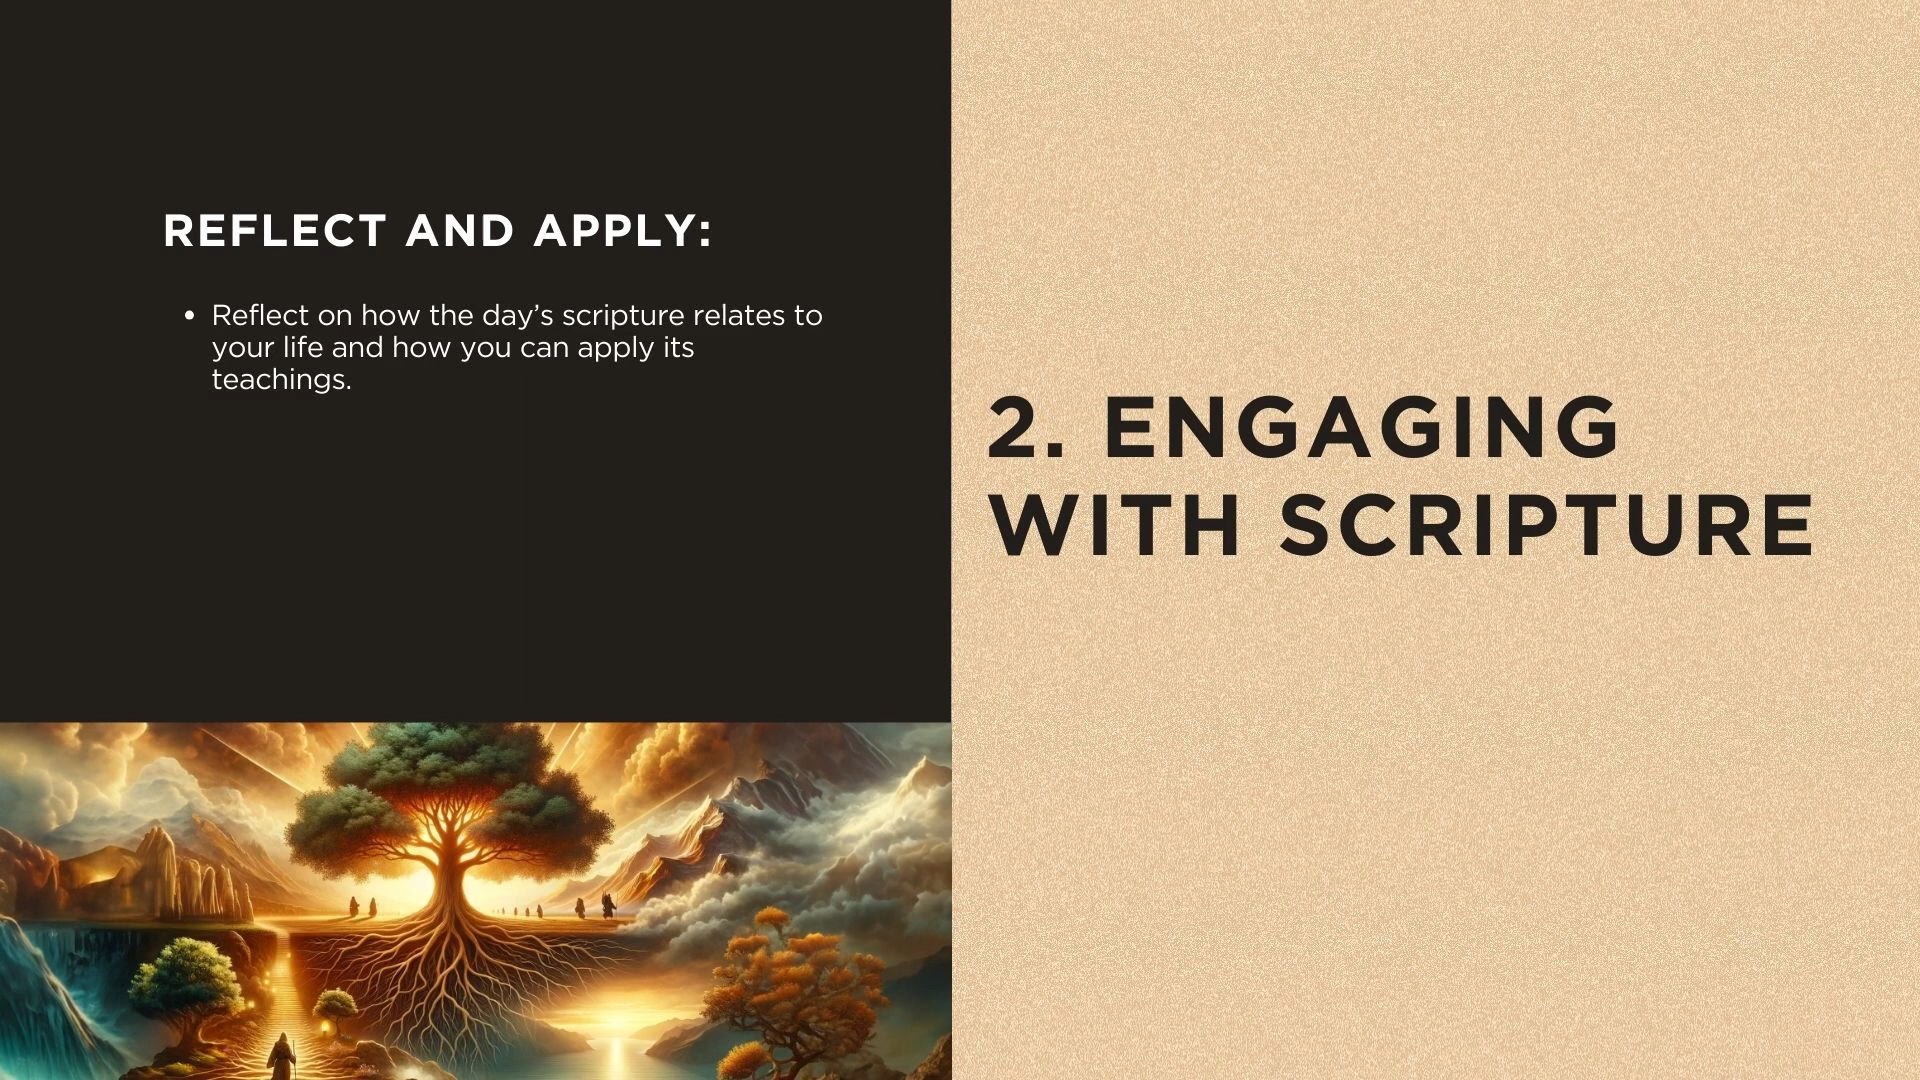 REFLECT AND APPLY:
• Reflect on how the day’s scripture relates to
your life and how you can apply its
teachings.
2. ENGAGING
WITH SCRIPTURE